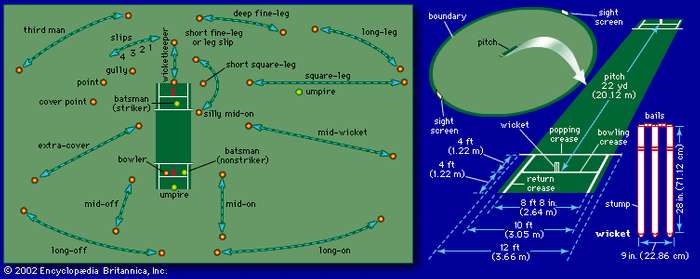 deep fine-leg
third man
slips
4 3 2 1
wicketkeeper
short fine-leg
or leg slip
long-leg
gully
point
short square-leg
square-leg
umpire
cover point
batsman
(striker)
silly mid-on
extra-cover
mid-wicket
bowler
batsman
(nonstriker)
umpire
mid-off
mid-on
long-off
long-on
© 2002 Encyclopædia Britannica, Inc.
boundary
sight
screen
pitch
sight
screen
pitch
22 yd
(20.12 m)
bails
wicket
popping
crease
bowling
crease
4 ft
(1.22 m)
4 ft
(1.22 m)
return
crease
8 ft 8 in.
(2.64 m)
10 ft
(3.05 m)
12 ft
(3.66 m)
stump
28 in. (71.12 cm)
wicket
9 in. (22.86 cm)